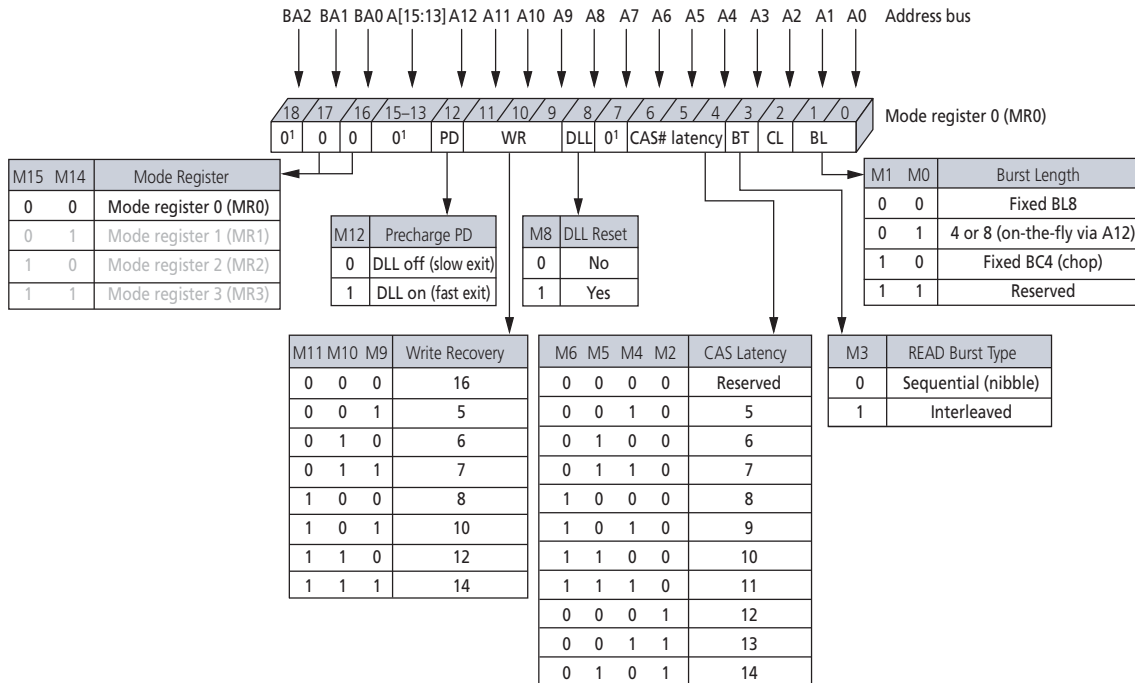 BA2 BA1 BA0 A[15:13] A12 A11 A10 A9 A8 A7 A6 A5 A4 A3 A2 A1 A0 Address bus
18 17 16 15–13 12 11 10 9 8 7 6 5 4 3 2 1 0 Mode register 0 (MR0)
0¹ 0 0 0¹ PD WR DLL 0¹ CAS# latency BT CL BL
M15 M14 Mode Register
0 0 Mode register 0 (MR0)
0 1 Mode register 1 (MR1)
1 0 Mode register 2 (MR2)
1 1 Mode register 3 (MR3)
M12 Precharge PD
0 DLL off (slow exit)
1 DLL on (fast exit)
M8 DLL Reset
0 No
1 Yes
M1 M0 Burst Length
0 0 Fixed BL8
0 1 4 or 8 (on-the-fly via A12)
1 0 Fixed BC4 (chop)
1 1 Reserved
M11 M10 M9 Write Recovery
0 0 0 16
0 0 1 5
0 1 0 6
0 1 1 7
1 0 0 8
1 0 1 10
1 1 0 12
1 1 1 14
M6 M5 M4 M2 CAS Latency
0 0 0 0 Reserved
0 0 1 0 5
0 1 0 0 6
0 1 1 0 7
1 0 0 0 8
1 0 1 0 9
1 1 0 0 10
1 1 1 0 11
0 0 0 1 12
0 0 1 1 13
0 1 0 1 14
M3 READ Burst Type
0 Sequential (nibble)
1 Interleaved